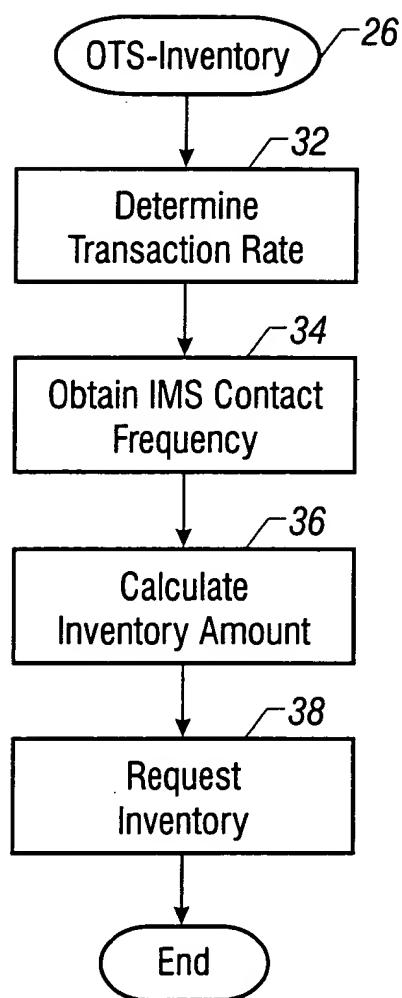 OTS-Inventory
26
32
Determine
Transaction Rate
34
Obtain IMS Contact
Frequency
36
Calculate
Inventory Amount
38
Request
Inventory
End